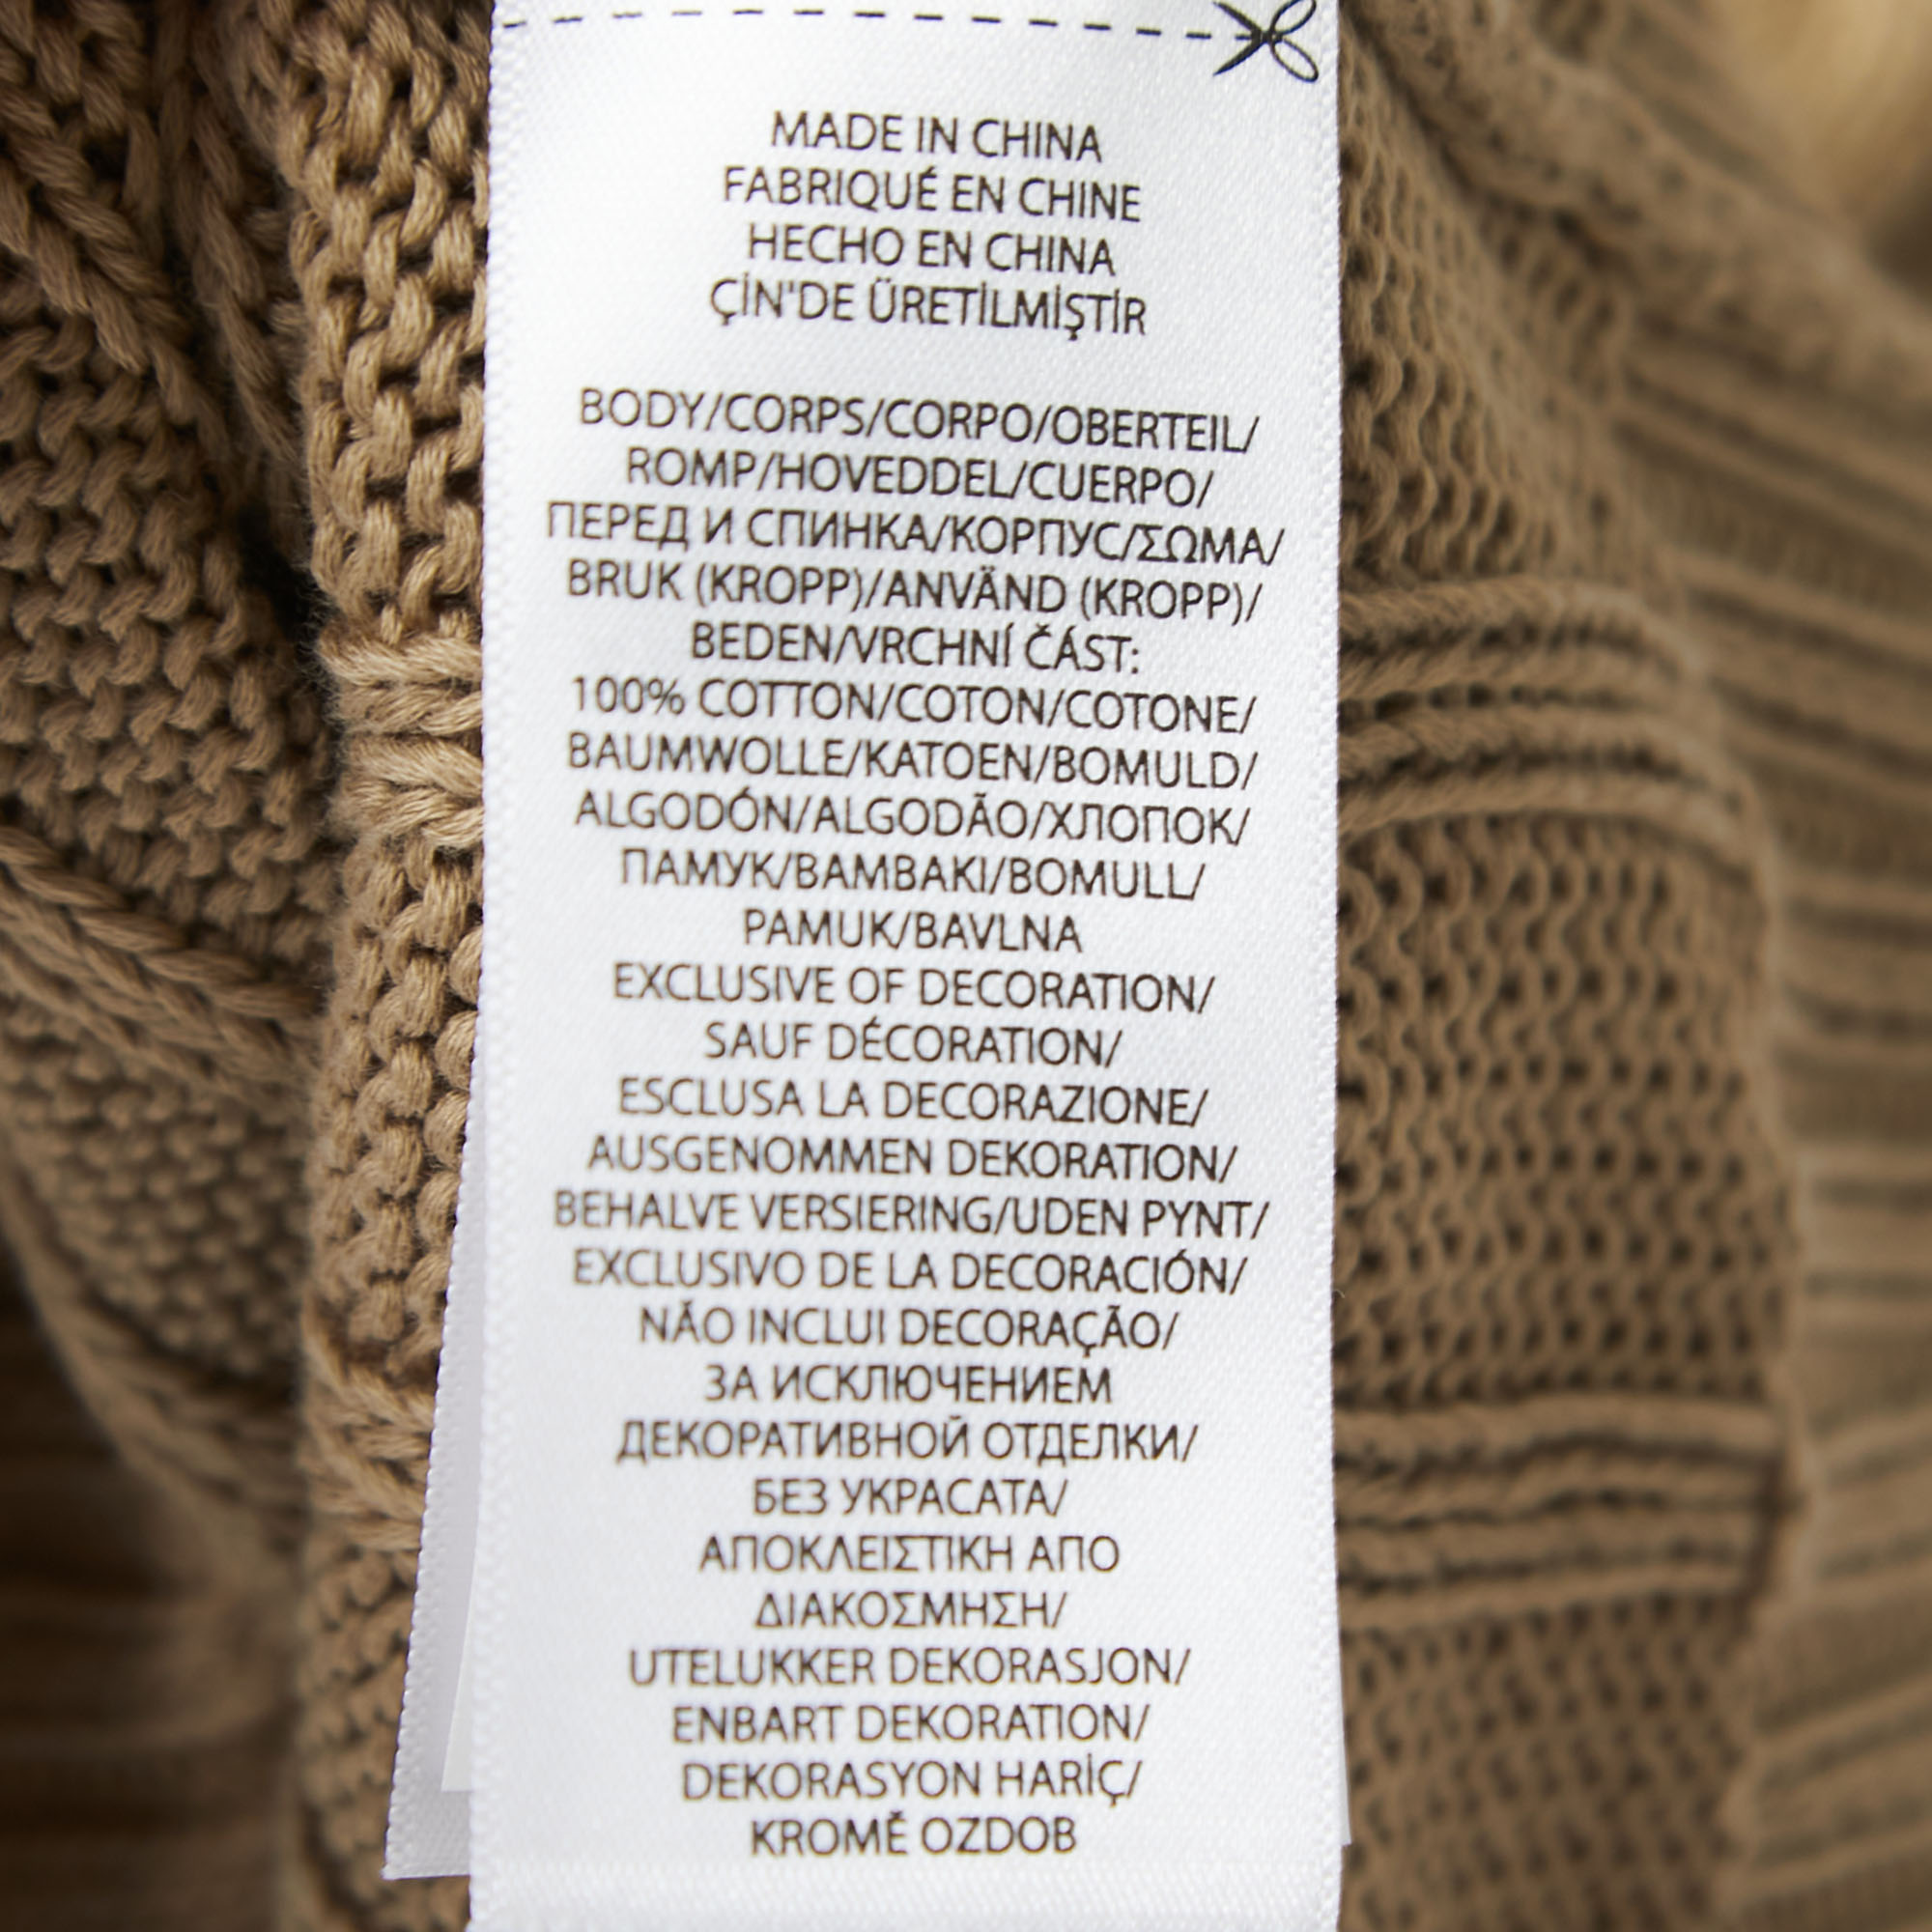 MADE IN CHINA
FABRIQUÉ EN CHINE
HECHO EN CHINA
ÇİN'DE ÜRETİLMİŞTİR
BODY/CORPS/CORPO/OBERTEIL/
ROMP/HOVEDDEL/CUERPO/
ПЕРЕД И СПИНКА/КОРПУС/ΣΩΜΑ/
BRUK (KROPP)/ANVÄND (KROPP)/
BEDEN/VRCHNÍ ČÁST:
100% COTTON/COTON/COTONE/
BAUMWOLLE/KATOEN/BOMULD/
ALGODÓN/ALGODÃO/ХЛОПОК/
ПАМУК/ΒΑΜΒΑΚΙ/BOMULL/
PAMUK/BAVLNA
EXCLUSIVE OF DECORATION/
SAUF DÉCORATION/
ESCLUSA LA DECORAZIONE/
AUSGENOMMEN DEKORATION/
BEHALVE VERSIERING/UDEN PYNT/
EXCLUSIVO DE LA DECORACIÓN/
NÃO INCLUI DECORAÇÃO/
ЗА ИСКЛЮЧЕНИЕМ
ДЕКОРАТИВНОЙ ОТДЕЛКИ/
БЕЗ УКРАСАТА/
ΑΠΟΚΛΕΙΣΤΙΚΗ ΑΠΟ
ΔΙΑΚΟΣΜΗΣΗ/
UTELUKKER DEKORASJON/
ENBART DEKORATION/
DEKORASYON HARİÇ/
KROMĚ OZDOB